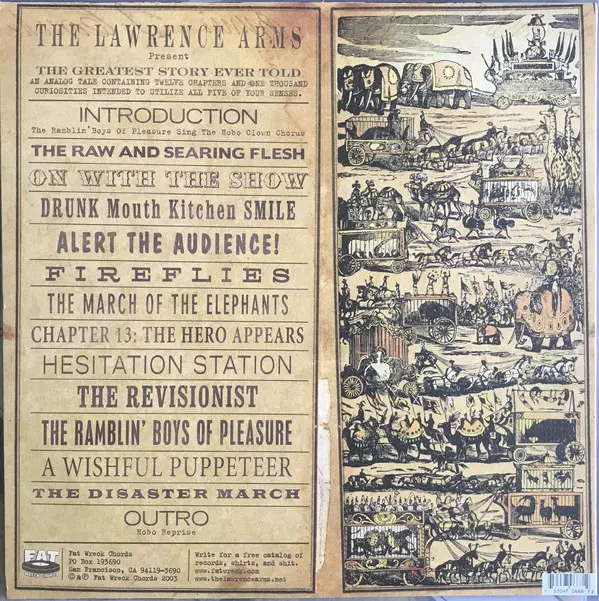 THE LAWRENCE ARMS
Present
THE GREATEST STORY EVER TOLD
AN ANALOG TALE CONTAINING TWELVE CHAPTERS AND ONE THOUSAND
CURIOSITIES INTENDED TO UTILIZE ALL FIVE OF YOUR SENSES.
INTRODUCTION
The Ramblin' Boys Of Pleasure Sing The Hobo Clown Chorus
THE RAW AND SEARING FLESH
ON WITH THE SHOW
DRUNK Mouth Kitchen SMILE
ALERT THE AUDIENCE!
FIREFLIES
THE MARCH OF THE ELEPHANTS
CHAPTER 13: THE HERO APPEARS
HESITATION STATION
THE REVISIONIST
THE RAMBLIN' BOYS OF PLEASURE
A WISHFUL PUPPETEER
THE DISASTER MARCH
OUTRO
Hobo Reprise
FAT
WRECK CHORDS
Fat Wreck Chords
PO Box 193690
San Francisco, CA 94119-3690
©&℗ Fat Wreck Chords 2003
Write for a free catalog of
records, shirts, and shit.
www.fatwreck.com
www.thelawrencearms.net